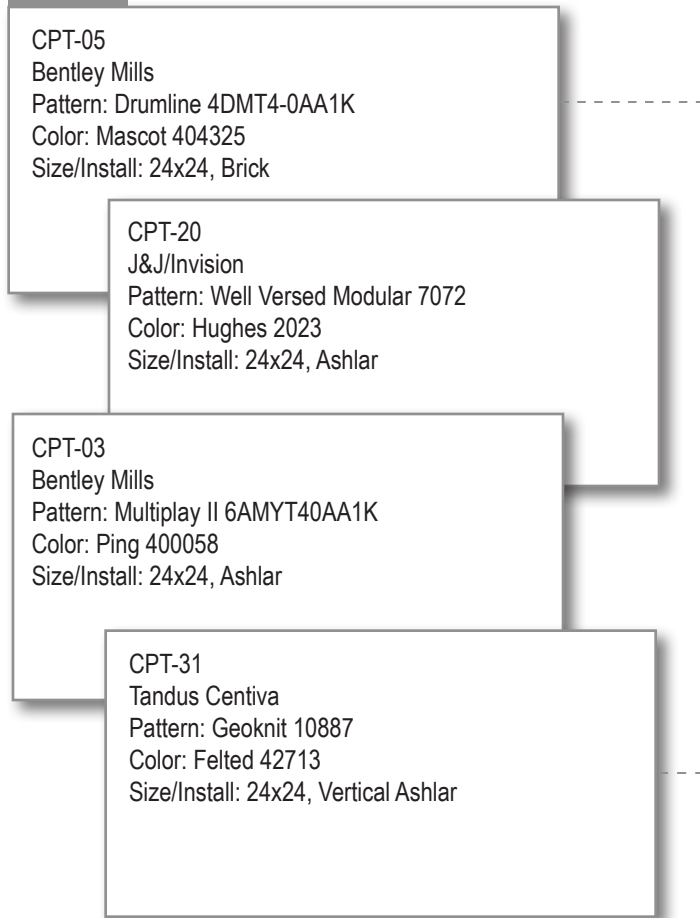 CPT-05
Bentley Mills
Pattern: Drumline 4DMT4-0AA1K
Color: Mascot 404325
Size/Install: 24x24, Brick
CPT-20
J&J/Invision
Pattern: Well Versed Modular 7072
Color: Hughes 2023
Size/Install: 24x24, Ashlar
CPT-03
Bentley Mills
Pattern: Multiplay II 6AMYT40AA1K
Color: Ping 400058
Size/Install: 24x24, Ashlar
CPT-31
Tandus Centiva
Pattern: Geoknit 10887
Color: Felted 42713
Size/Install: 24x24, Vertical Ashlar